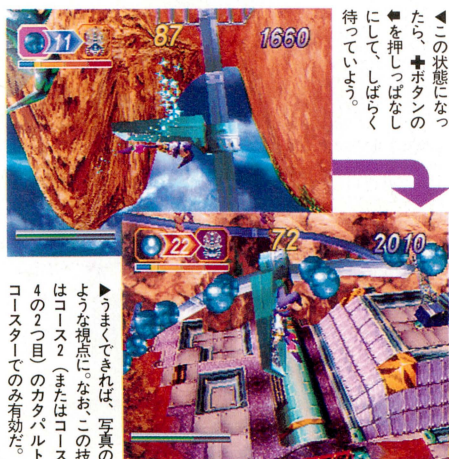 ◀この状態になっ
たら、✚ボタンの
⬅を押しっぱなし
にして、しばらく
待っていよう。
11
87
1660
22
72
2010
▶うまくできれば、写真の
ような視点に。なお、この技
はコース2(またはコース
4の2つ目)のカタパルト
コースターでのみ有効だ。